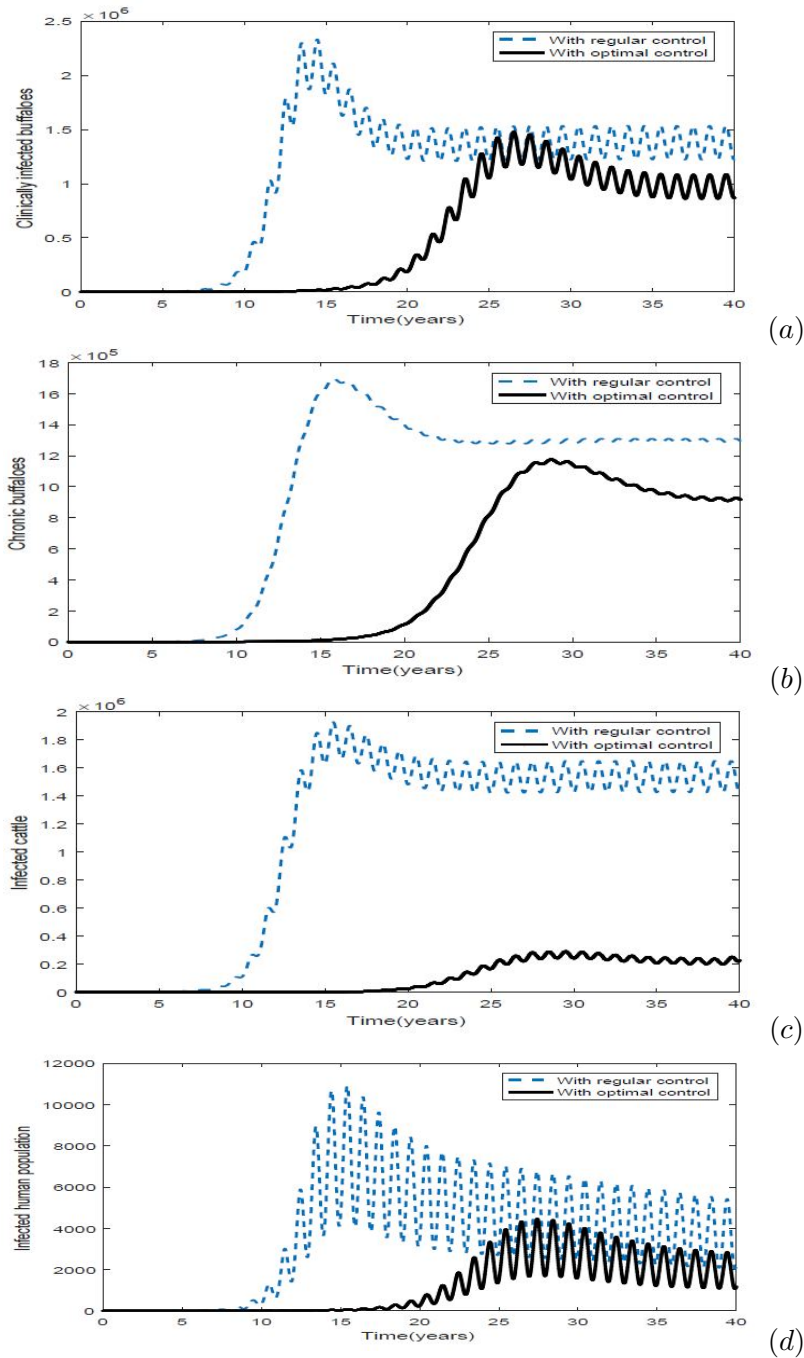 × 10⁶
2.5
2
1.5
1
0.5
0
Clinically infected buffaloes
With regular control
With optimal control
0 5 10 15 20 25 30 35 40
Time(years)
(a)
× 10⁵
18
16
14
12
10
8
6
4
2
0
Chronic buffaloes
With regular control
With optimal control
0 5 10 15 20 25 30 35 40
Time(years)
(b)
× 10⁶
2
1.8
1.6
1.4
1.2
1
0.8
0.6
0.4
0.2
0
Infected cattle
With regular control
With optimal control
0 5 10 15 20 25 30 35 40
Time(years)
(c)
12000
10000
8000
6000
4000
2000
0
Infected human population
With regular control
With optimal control
0 5 10 15 20 25 30 35 40
Time(years)
(d)